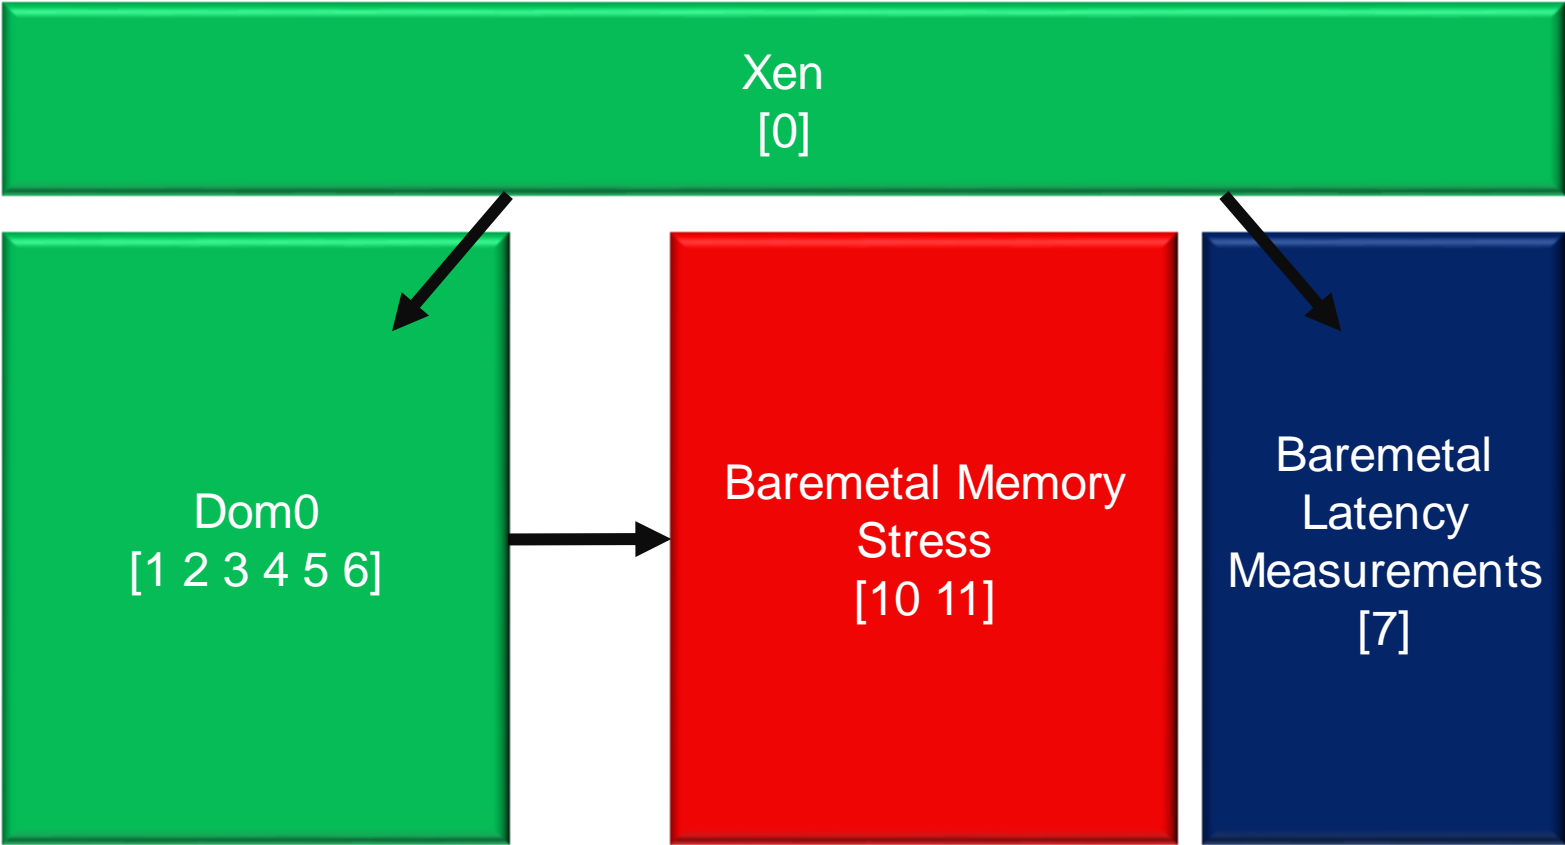 Xen
[0]
Dom0
[1 2 3 4 5 6]
Baremetal Memory
Stress
[10 11]
Baremetal
Latency
Measurements
[7]